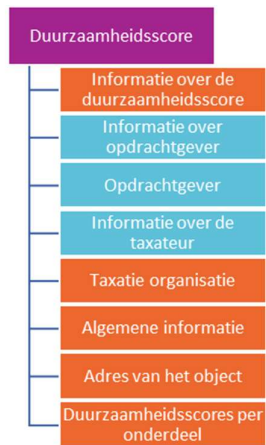 Duurzaamheidsscore
Informatie over de
duurzaamheidsscore
Informatie over
opdrachtgever
Opdrachtgever
Informatie over de
taxateur
Taxatie organisatie
Algemene informatie
Adres van het object
Duurzaamheidsscores per
onderdeel